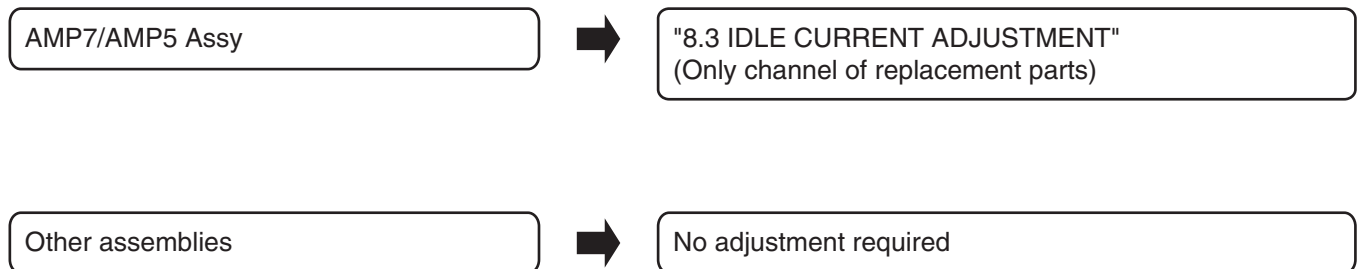 AMP7/AMP5 Assy
"8.3 IDLE CURRENT ADJUSTMENT"
(Only channel of replacement parts)
Other assemblies
No adjustment required